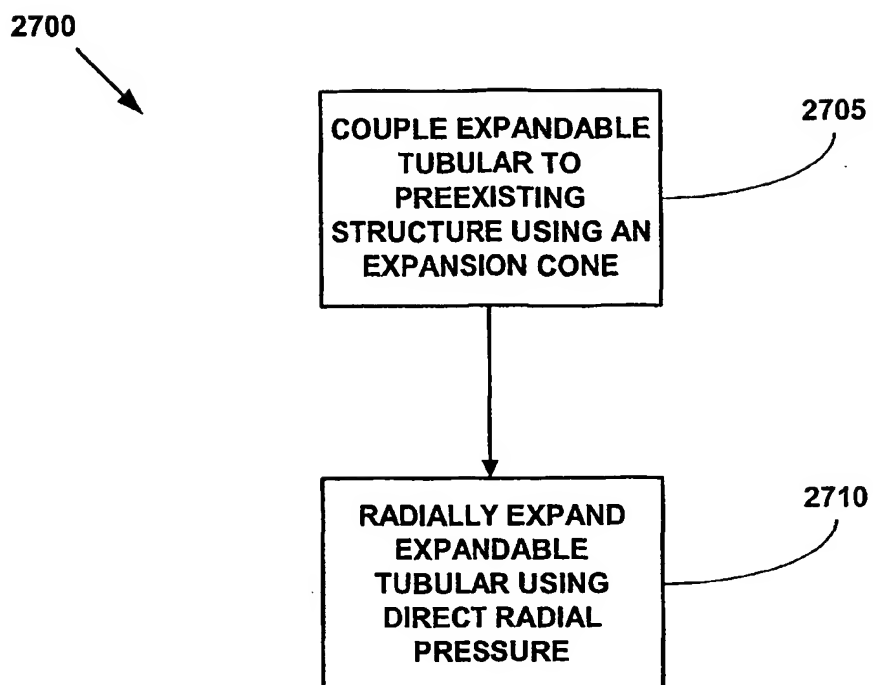 2700
COUPLE EXPANDABLE
TUBULAR TO
PREEXISTING
STRUCTURE USING AN
EXPANSION CONE
2705
RADIALLY EXPAND
EXPANDABLE
TUBULAR USING
DIRECT RADIAL
PRESSURE
2710